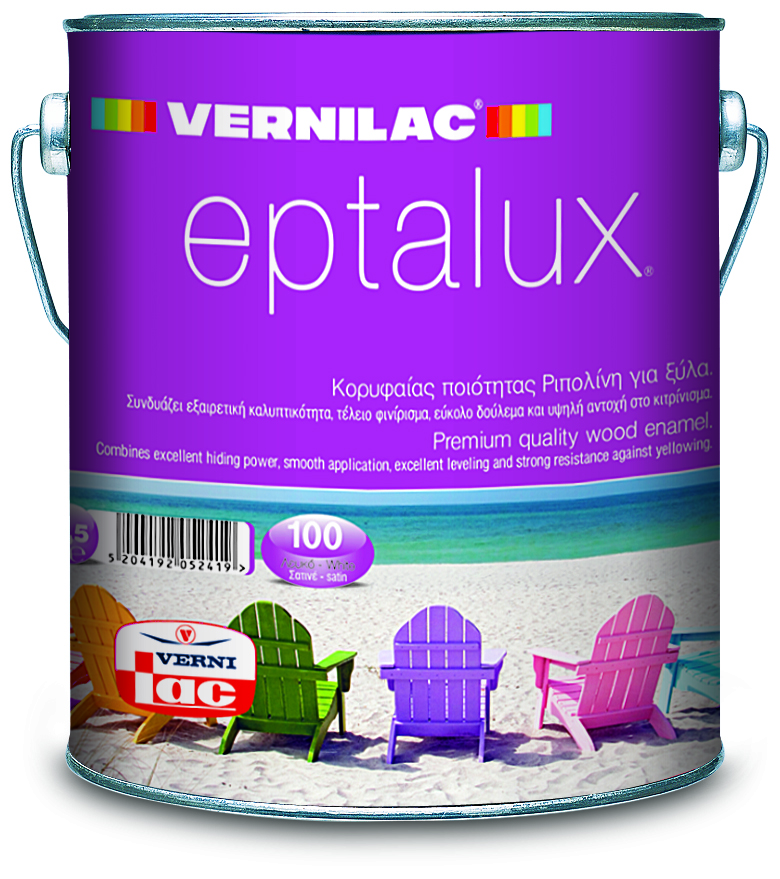 VERNILAC®
eptalux®
Κορυφαίας ποιότητας Ριπολίνη για ξύλα.
Συνδυάζει εξαιρετική καλυπτικότητα, τέλειο φινίρισμα, εύκολο δούλεμα και υψηλή αντοχή στο κιτρίνισμα.
Premium quality wood enamel.
Combines excellent hiding power, smooth application, excellent leveling and strong resistance against yellowing.
5 204192 052419 >
100
Λευκό - White
Σατινέ - satin
V
VERNI
lac